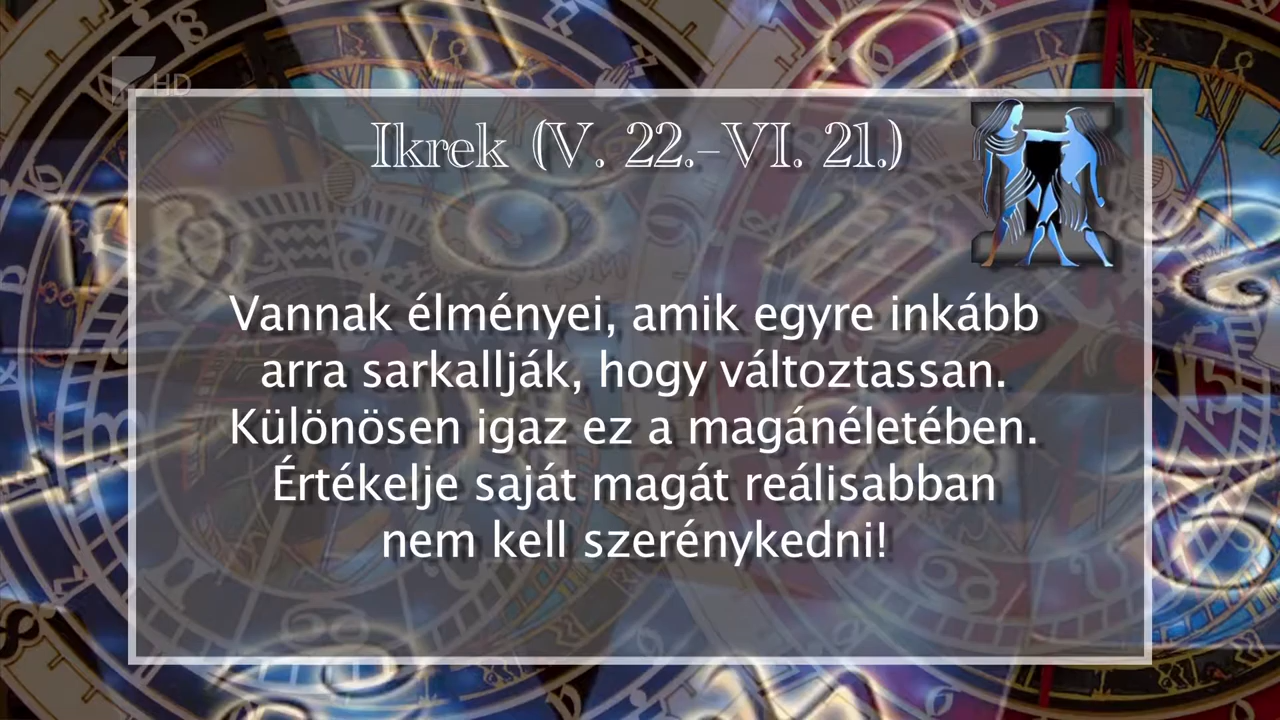 HD
Ikrek (V. 22.-VI. 21.)
Vannak élményei, amik egyre inkább
arra sarkallják, hogy változtassan.
Különösen igaz ez a magánéletében.
Értékelje saját magát reálisabban
nem kell szerénykedni!